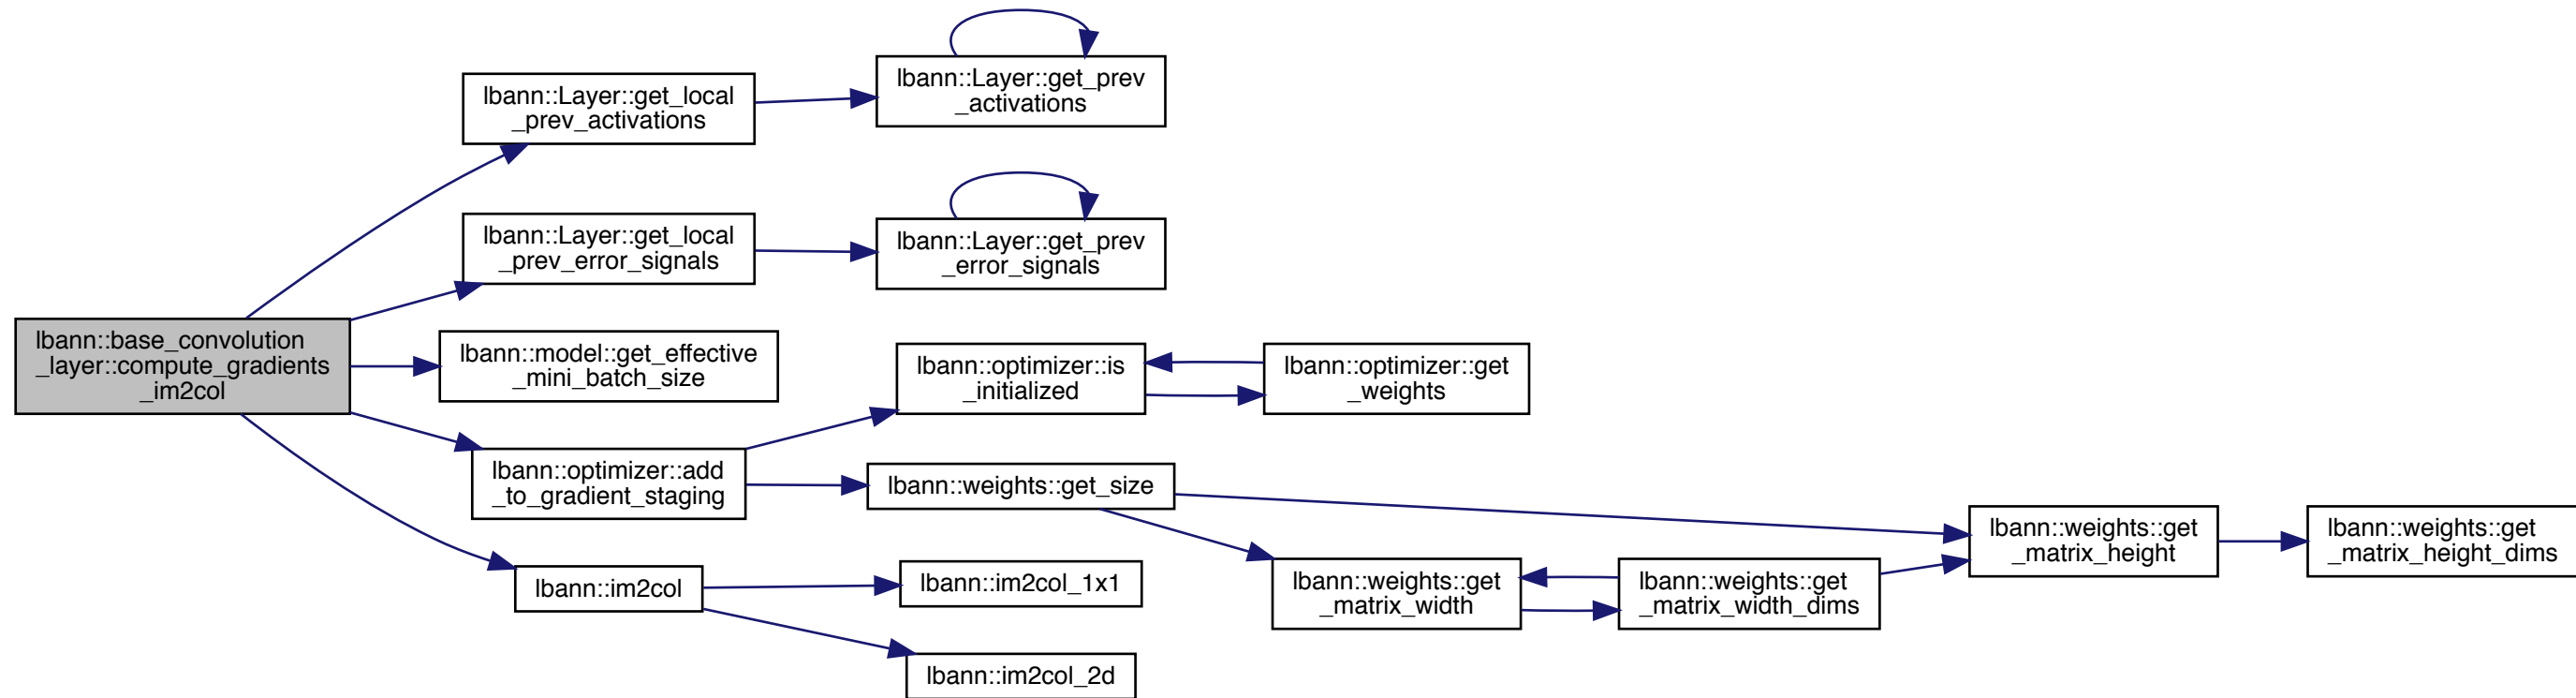 lbann::base_convolution
_layer::compute_gradients
_im2col
lbann::Layer::get_local
_prev_activations
lbann::Layer::get_prev
_activations
lbann::Layer::get_local
_prev_error_signals
lbann::Layer::get_prev
_error_signals
lbann::model::get_effective
_mini_batch_size
lbann::optimizer::add
_to_gradient_staging
lbann::optimizer::is
_initialized
lbann::optimizer::get
_weights
lbann::weights::get_size
lbann::weights::get
_matrix_width
lbann::weights::get
_matrix_width_dims
lbann::weights::get
_matrix_height
lbann::weights::get
_matrix_height_dims
lbann::im2col
lbann::im2col_1x1
lbann::im2col_2d